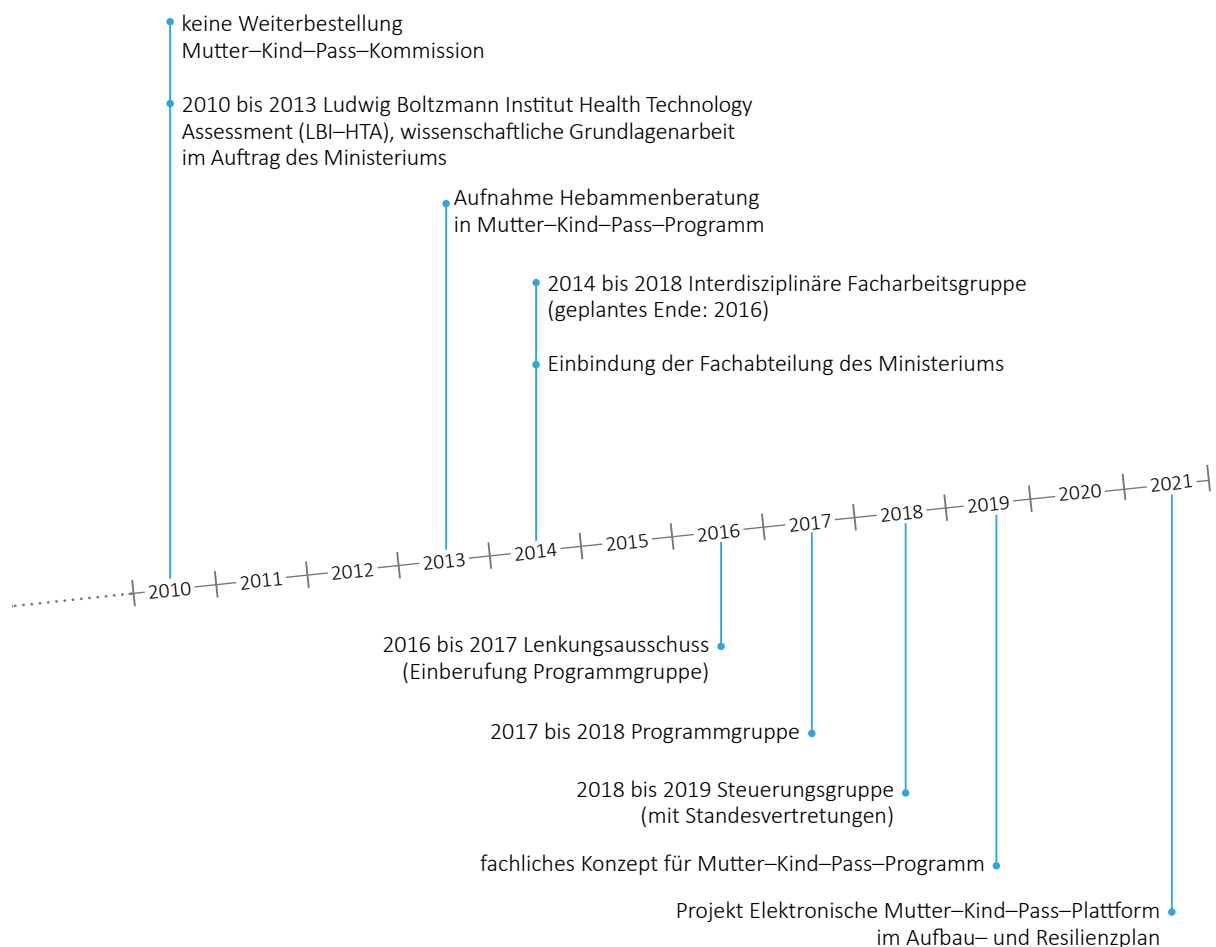 keine Weiterbestellung
Mutter–Kind–Pass–Kommission
2010 bis 2013 Ludwig Boltzmann Institut Health Technology
Assessment (LBI–HTA), wissenschaftliche Grundlagenarbeit
im Auftrag des Ministeriums
Aufnahme Hebammenberatung
in Mutter–Kind–Pass–Programm
2014 bis 2018 Interdisziplinäre Facharbeitsgruppe
(geplantes Ende: 2016)
Einbindung der Fachabteilung des Ministeriums
2010 2011 2012 2013 2014 2015 2016 2017 2018 2019 2020 2021
2016 bis 2017 Lenkungsausschuss
(Einberufung Programmgruppe)
2017 bis 2018 Programmgruppe
2018 bis 2019 Steuerungsgruppe
(mit Standesvertretungen)
fachliches Konzept für Mutter–Kind–Pass–Programm
Projekt Elektronische Mutter–Kind–Pass–Plattform
im Aufbau– und Resilienzplan